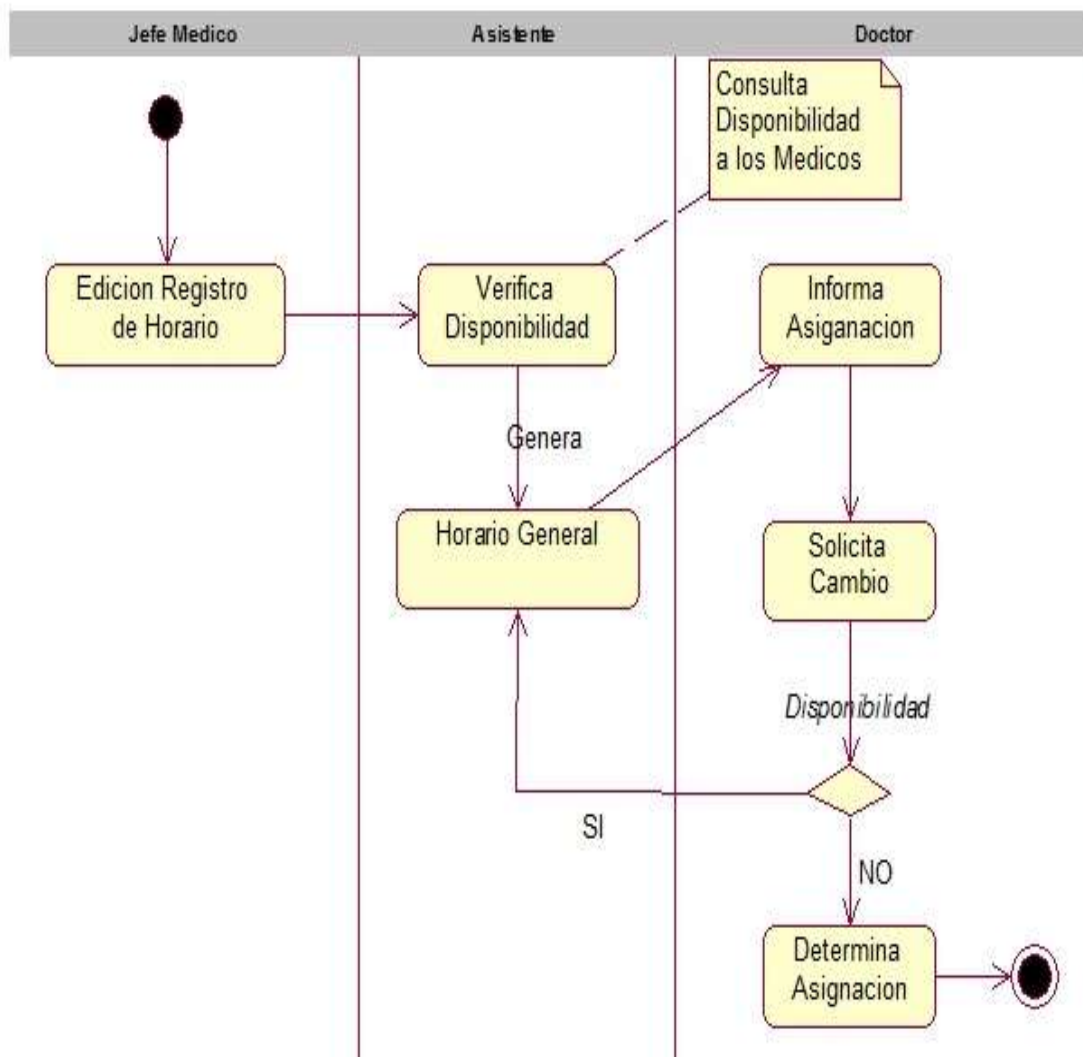 Jefe Medico
Asistente
Doctor
Consulta
Disponibilidad
a los Medicos
Edicion Registro
de Horario
Verifica
Disponibilidad
Informa
Asiganacion
Genera
Horario General
Solicita
Cambio
Disponibilidad
SI
NO
Determina
Asignacion